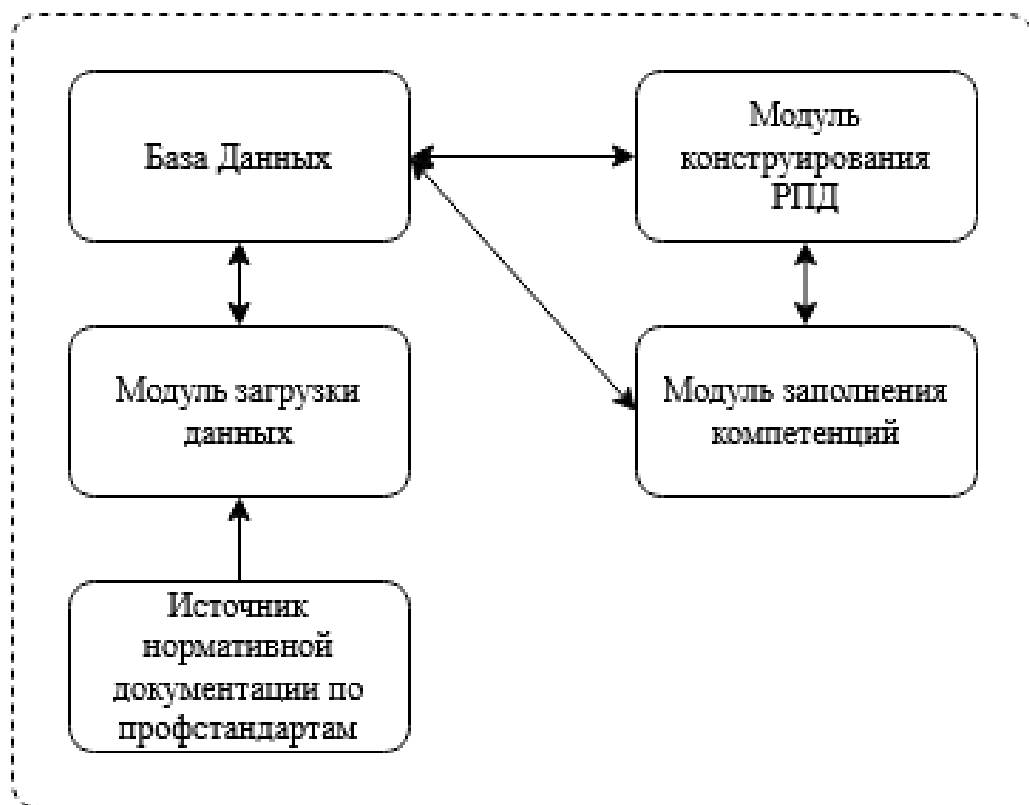 База Данных
Модуль
конструирования
РПД
Модуль загрузки
данных
Модуль заполнения
компетенций
Источник
нормативной
документации по
профстандартам